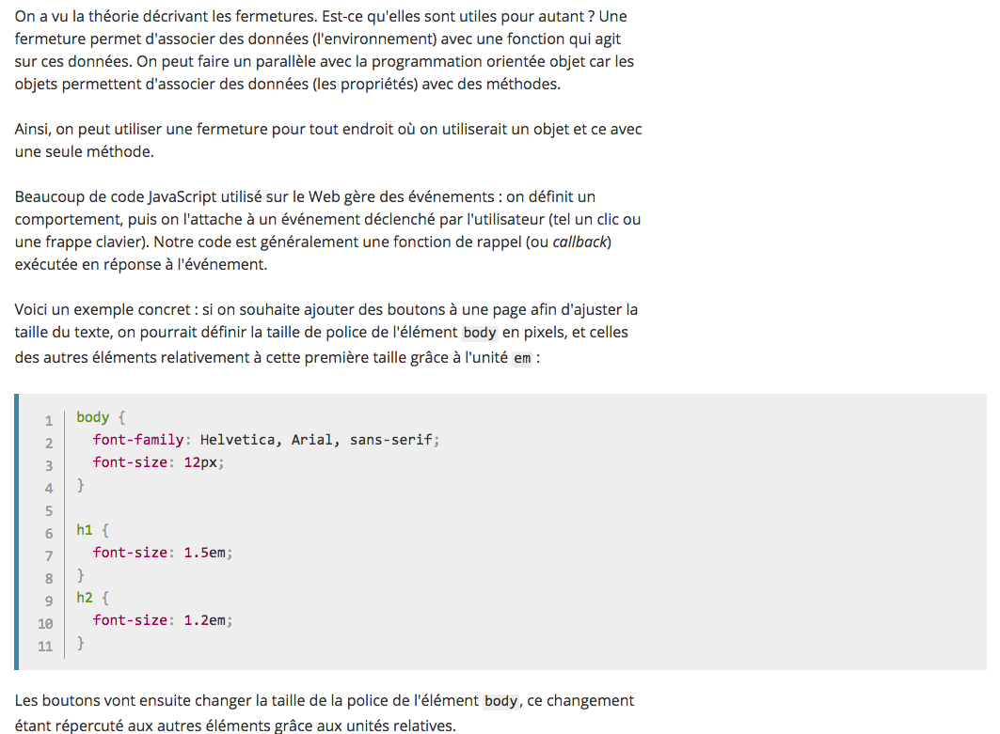 On a vu la théorie décrivant les fermetures. Est-ce qu'elles sont utiles pour autant ? Une
fermeture permet d'associer des données (l'environnement) avec une fonction qui agit
sur ces données. On peut faire un parallèle avec la programmation orientée objet car les
objets permettent d'associer des données (les propriétés) avec des méthodes.
Ainsi, on peut utiliser une fermeture pour tout endroit où on utiliserait un objet et ce avec
une seule méthode.
Beaucoup de code JavaScript utilisé sur le Web gère des événements : on définit un
comportement, puis on l'attache à un événement déclenché par l'utilisateur (tel un clic ou
une frappe clavier). Notre code est généralement une fonction de rappel (ou callback)
exécutée en réponse à l'événement.
Voici un exemple concret : si on souhaite ajouter des boutons à une page afin d'ajuster la
taille du texte, on pourrait définir la taille de police de l'élément body en pixels, et celles
des autres éléments relativement à cette première taille grâce à l'unité em :
1 body {
2 font-family: Helvetica, Arial, sans-serif;
3 font-size: 12px;
4 }
5
6 h1 {
7 font-size: 1.5em;
8 }
9 h2 {
10 font-size: 1.2em;
11 }
Les boutons vont ensuite changer la taille de la police de l'élément body, ce changement
étant répercuté aux autres éléments grâce aux unités relatives.